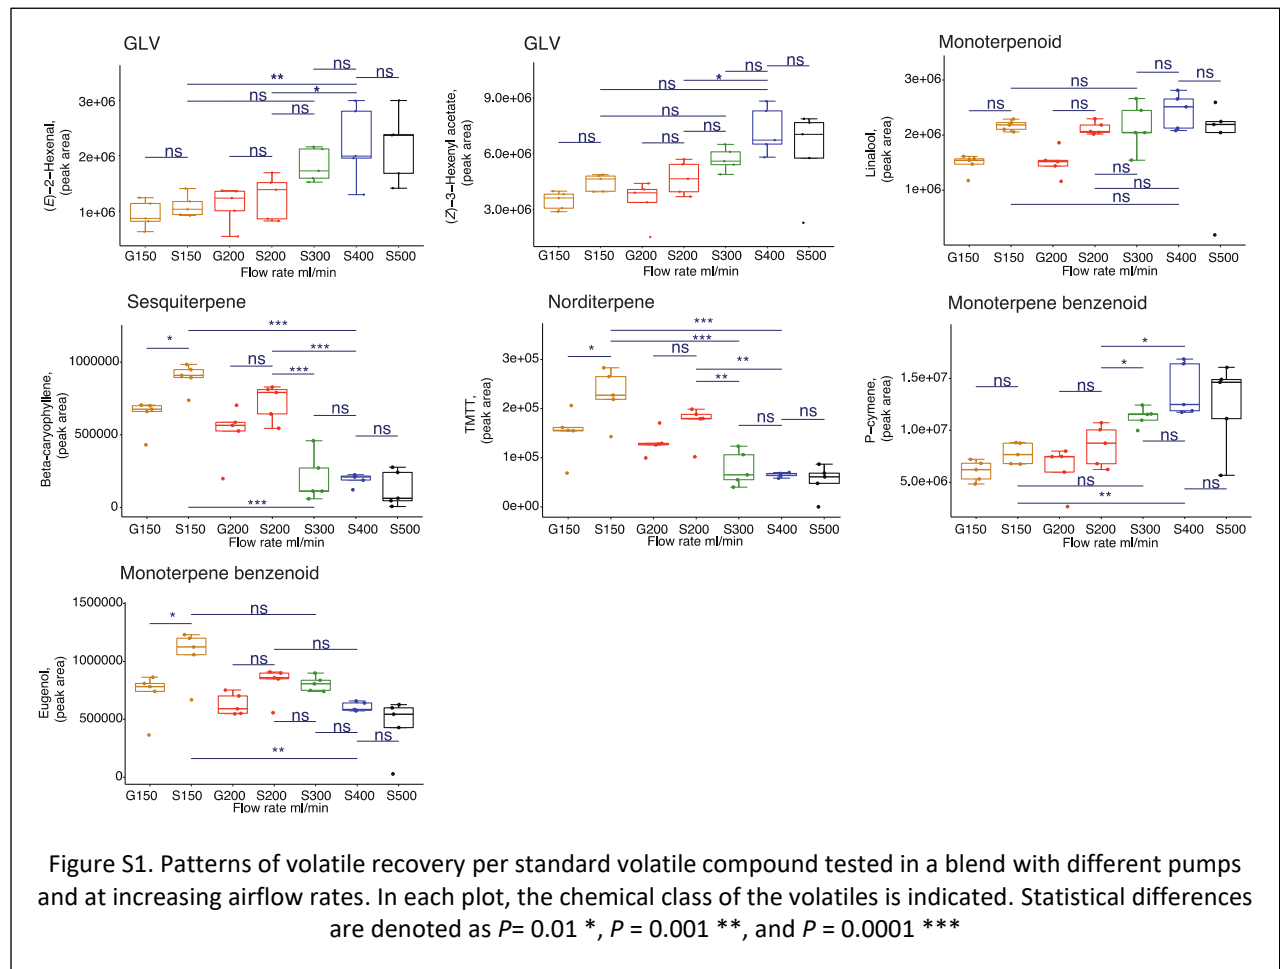 GLV
(E)-2-Hexenal,
(peak area)
3e+06
2e+06
1e+06
ns
**
ns
*
ns
ns
ns
ns
G150 S150 G200 S200 S300 S400 S500
Flow rate ml/min
GLV
(Z)-3-Hexenyl acetate,
(peak area)
9.0e+06
6.0e+06
3.0e+06
ns
ns
*
ns
ns
ns
ns
ns
G150 S150 G200 S200 S300 S400 S500
Flow rate ml/min
Monoterpenoid
Linalool,
(peak area)
3e+06
2e+06
1e+06
ns
ns
ns
ns
ns
ns
ns
ns
G150 S150 G200 S200 S300 S400 S500
Flow rate ml/min
Sesquiterpene
Beta-caryophyllene,
(peak area)
1000000
500000
0
***
*
***
ns
***
ns
ns
***
G150 S150 G200 S200 S300 S400 S500
Flow rate ml/min
Norditerpene
TMTT,
(peak area)
3e+05
2e+05
1e+05
0e+00
***
***
*
ns
**
**
ns
ns
G150 S150 G200 S200 S300 S400 S500
Flow rate ml/min
Monoterpene benzenoid
P-cymene,
(peak area)
1.5e+07
1.0e+07
5.0e+06
*
*
ns
ns
ns
ns
**
ns
G150 S150 G200 S200 S300 S400 S500
Flow rate ml/min
Monoterpene benzenoid
Eugenol,
(peak area)
1500000
1000000
500000
0
*
ns
ns
ns
ns
ns
ns
**
G150 S150 G200 S200 S300 S400 S500
Flow rate ml/min
Figure S1. Patterns of volatile recovery per standard volatile compound tested in a blend with different pumps
and at increasing airflow rates. In each plot, the chemical class of the volatiles is indicated. Statistical differences
are denoted as P= 0.01 *, P = 0.001 **, and P = 0.0001 ***